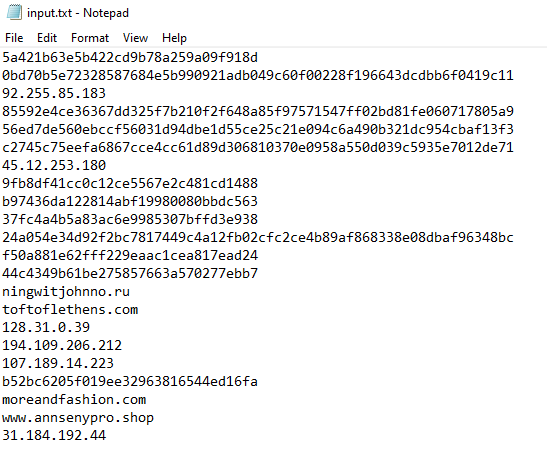 input.txt - Notepad
File Edit Format View Help
5a421b63e5b422cd9b78a259a09f918d
0bd70b5e72328587684e5b990921adb049c60f00228f196643dcdbb6f0419c11
92.255.85.183
85592e4ce36367dd325f7b210f2f648a85f97571547ff02bd81fe060717805a9
56ed7de560ebccf56031d94dbe1d55ce25c21e094c6a490b321dc954cbaf13f3
c2745c75eefa6867cce4cc61d89d306810370e0958a550d039c5935e7012de71
45.12.253.180
9fb8df41cc0c12ce5567e2c481cd1488
b97436da122814abf19980080bbdc563
37fc4a4b5a83ac6e9985307bffd3e938
24a054e34d92f2bc7817449c4a12fb02cfc2ce4b89af868338e08dbaf96348bc
f50a881e62fff229eaac1cea817ead24
44c4349b61be275857663a570277ebb7
ningwitjohnno.ru
toftoflethens.com
128.31.0.39
194.109.206.212
107.189.14.223
b52bc6205f019ee32963816544ed16fa
moreandfashion.com
www.annsenypro.shop
31.184.192.44